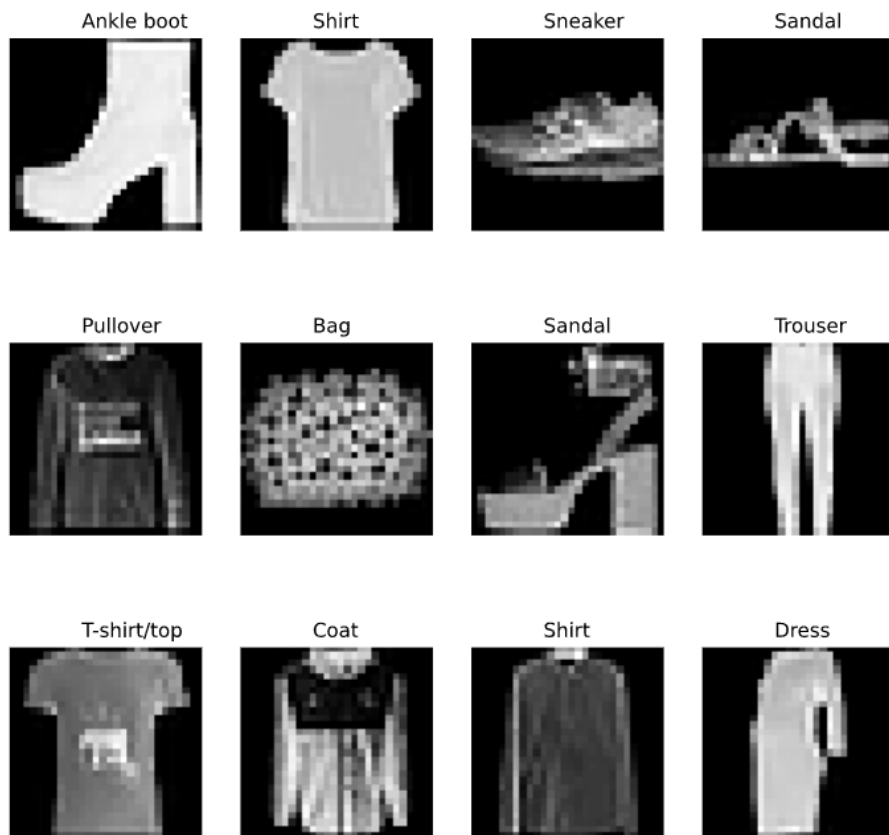 Ankle boot
Shirt
Sneaker
Sandal
Pullover
Bag
Sandal
Trouser
T-shirt/top
Coat
Shirt
Dress